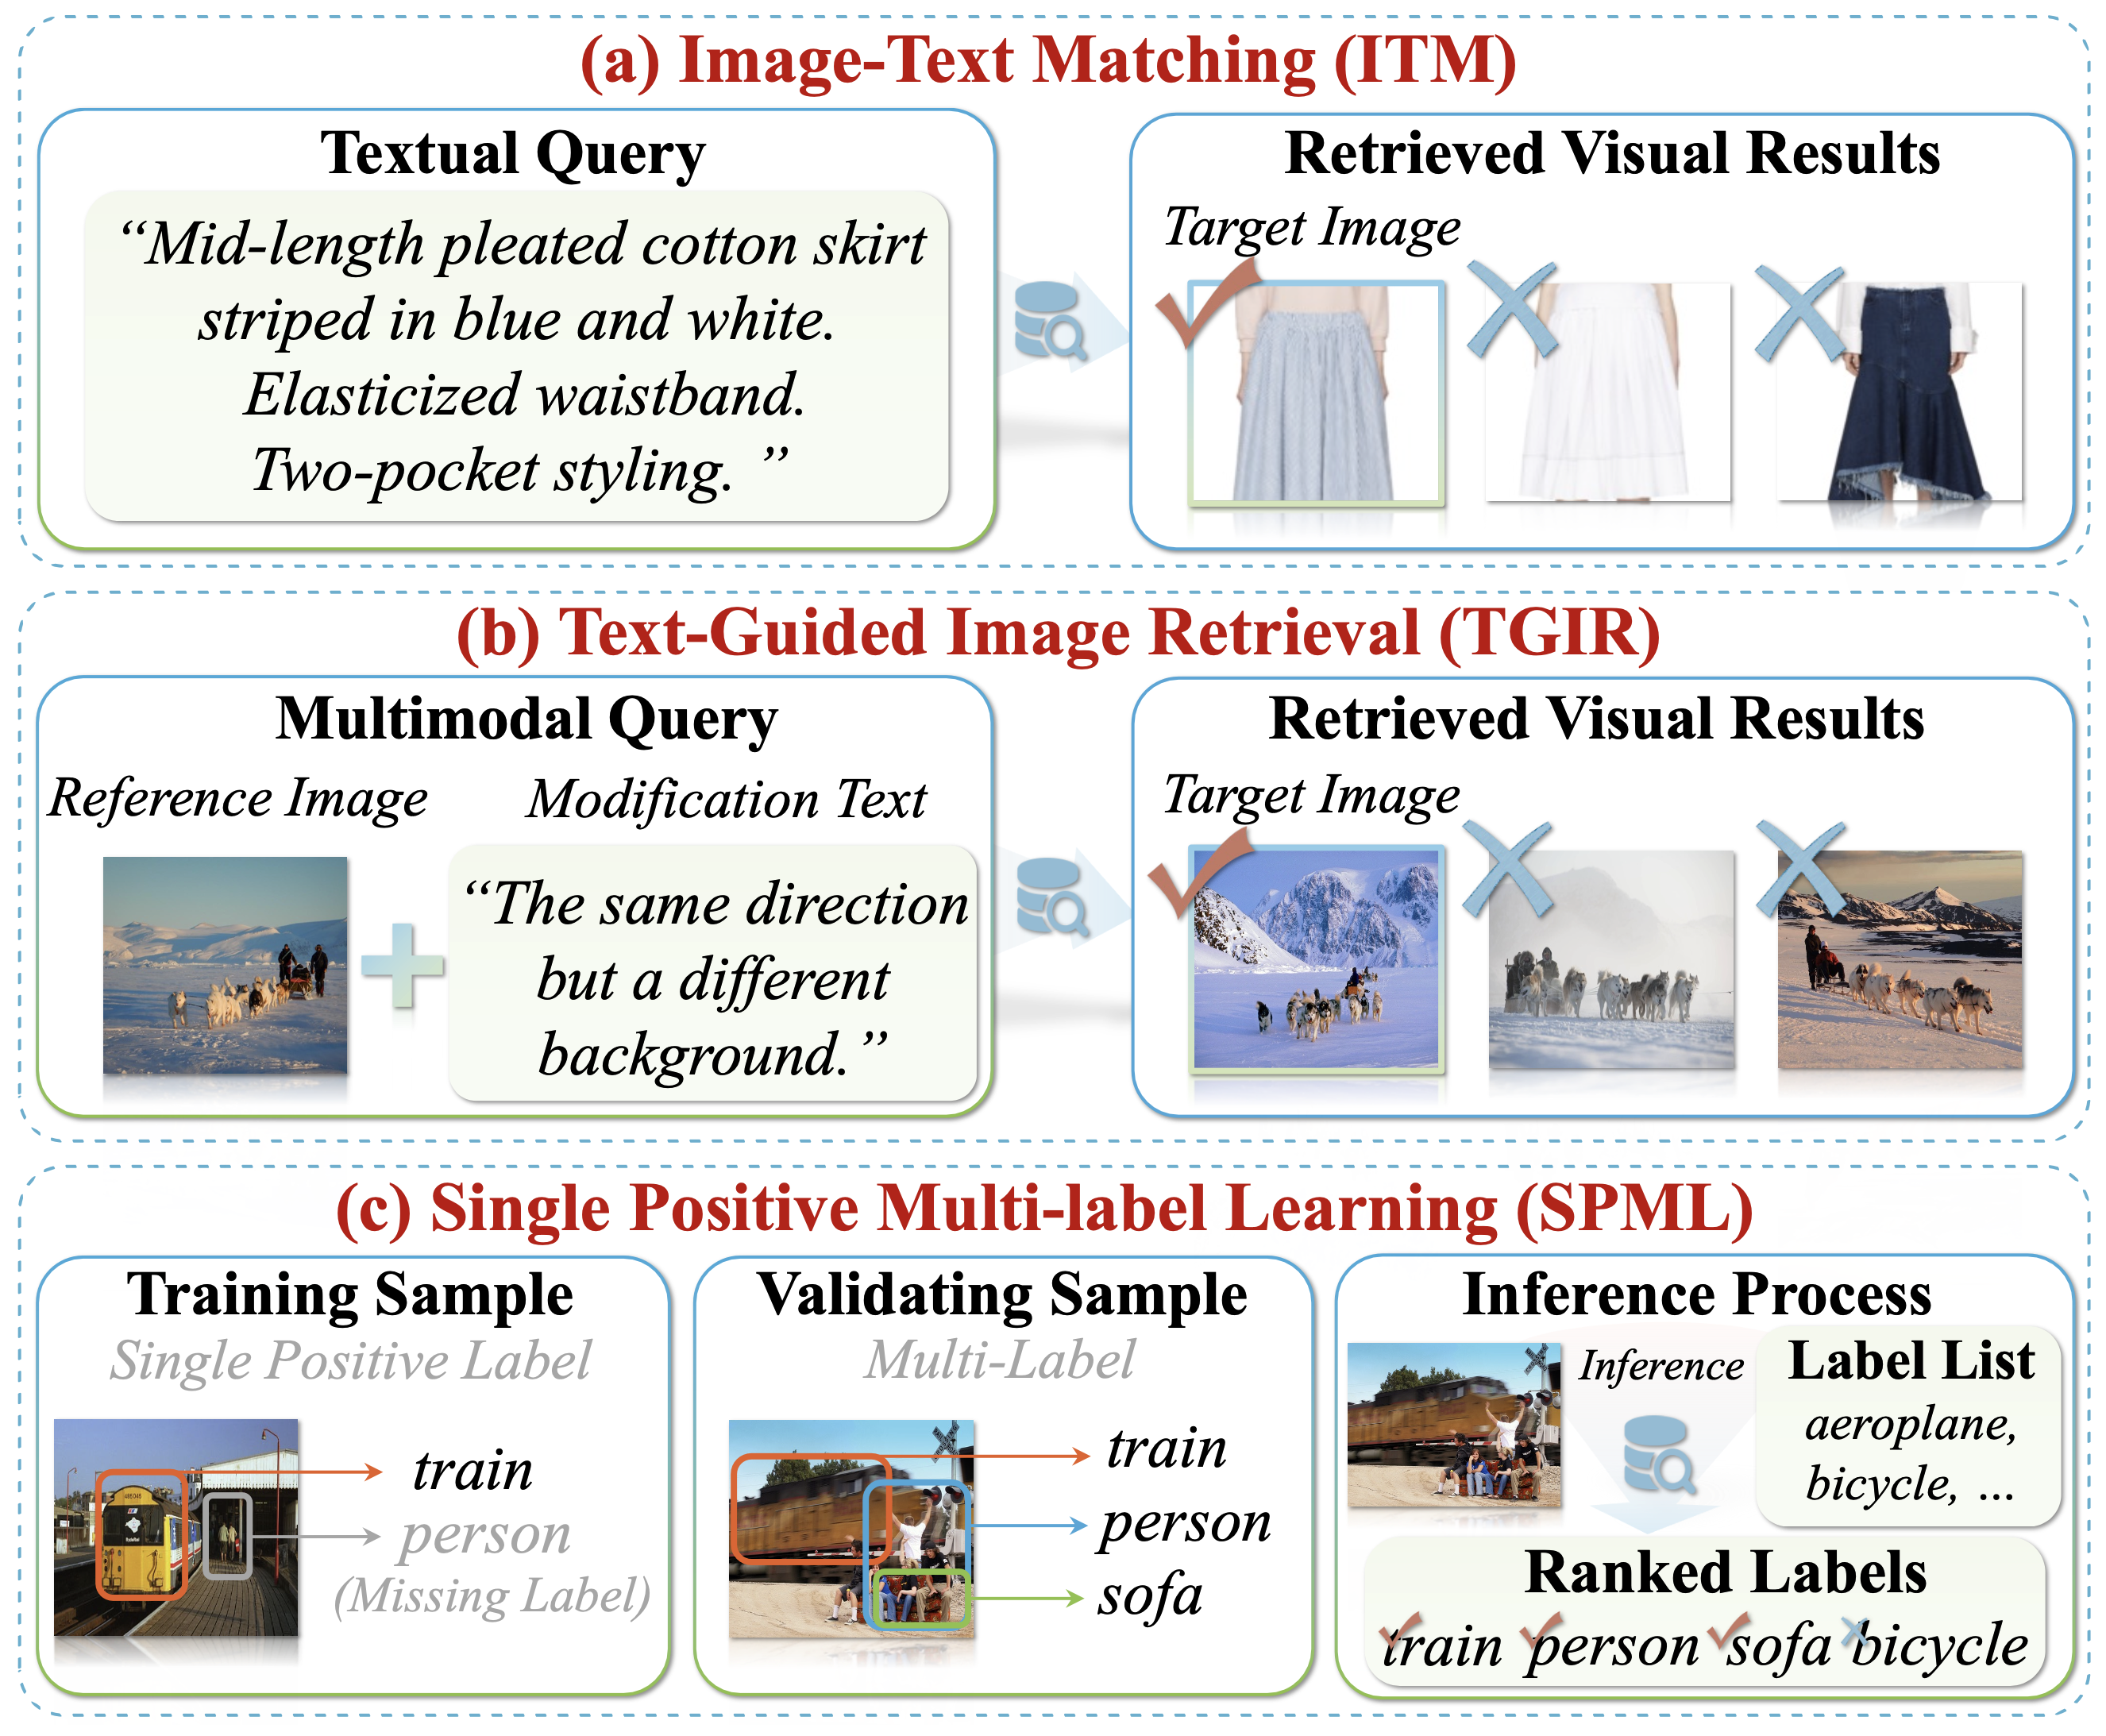 (a) Image-Text Matching (ITM)
Textual Query
“Mid-length pleated cotton skirt
striped in blue and white.
Elasticized waistband.
Two-pocket styling. ”
Retrieved Visual Results
Target Image
(b) Text-Guided Image Retrieval (TGIR)
Multimodal Query
Reference Image
Modification Text
“The same direction
but a different
background.”
Retrieved Visual Results
Target Image
(c) Single Positive Multi-label Learning (SPML)
Training Sample
Single Positive Label
train
person
(Missing Label)
Validating Sample
Multi-Label
train
person
sofa
Inference Process
Inference
Label List
aeroplane,
bicycle, ...
Ranked Labels
train person sofa bicycle